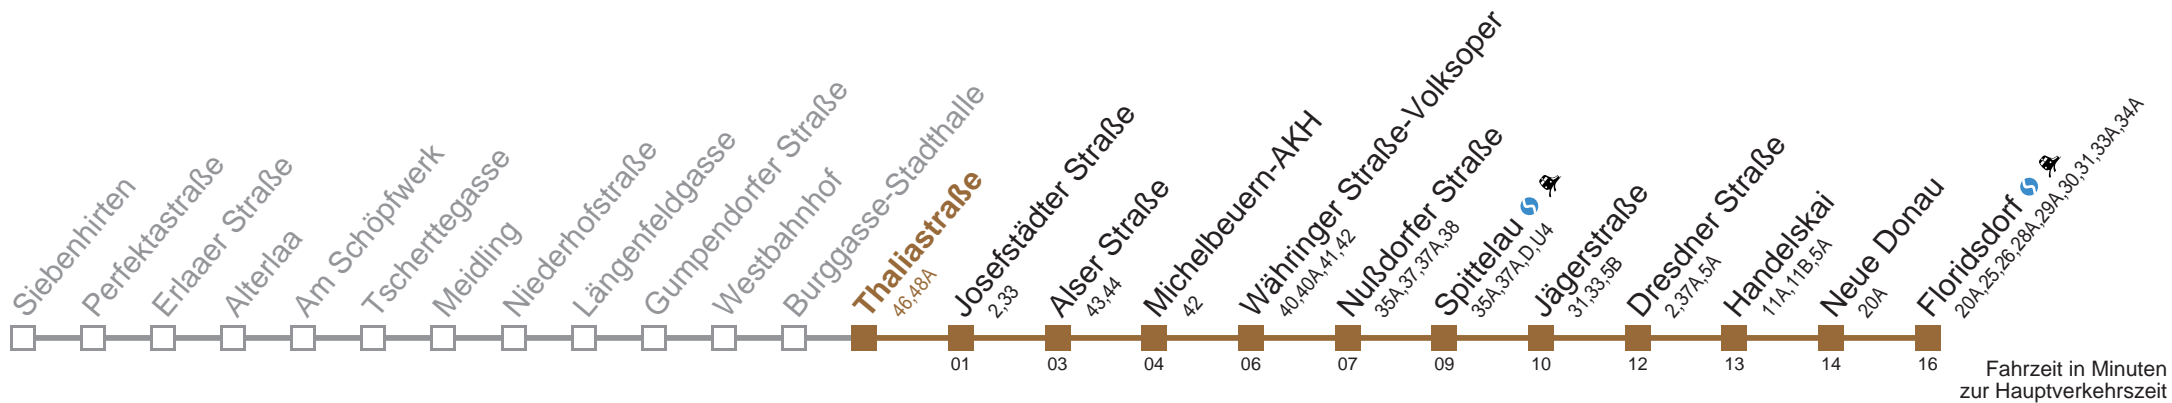 Siebenhirten
Perfektastraße
Erlaaer Straße
Alterlaa
Am Schöpfwerk
Tscherttegasse
Meidling
Niederhofstraße
Längenfeldgasse
Gumpendorfer Straße
Westbahnhof
Burggasse-Stadthalle
Thaliastraße
46,48A
Josefstädter Straße
2,33
Alser Straße
43,44
Michelbeuern-AKH
42
Währinger Straße-Volksoper
40,40A,41,42
Nußdorfer Straße
35A,37,37A,38
Spittelau
35A,37A,D,U4
Jägerstraße
31,33,5B
Dresdner Straße
2,37A,5A
Handelskai
11A,11B,5A
Neue Donau
20A
Floridsdorf
20A,25,26,28A,29A,30,31,33A,34A
01 03 04 06 07 09 10 12 13 14 16
Fahrzeit in Minuten
zur Hauptverkehrszeit